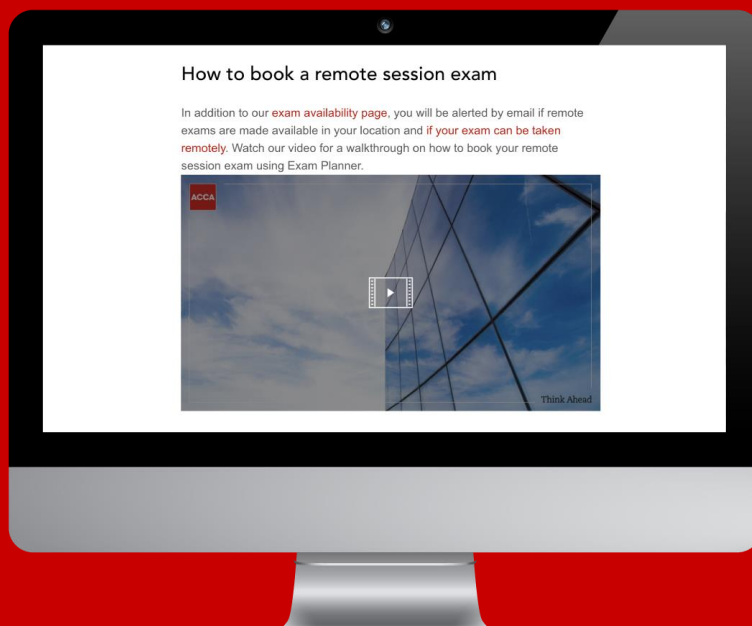 How to book a remote session exam
In addition to our exam availability page, you will be alerted by email if remote
exams are made available in your location and if your exam can be taken
remotely. Watch our video for a walkthrough on how to book your remote
session exam using Exam Planner.
ACCA
Think Ahead